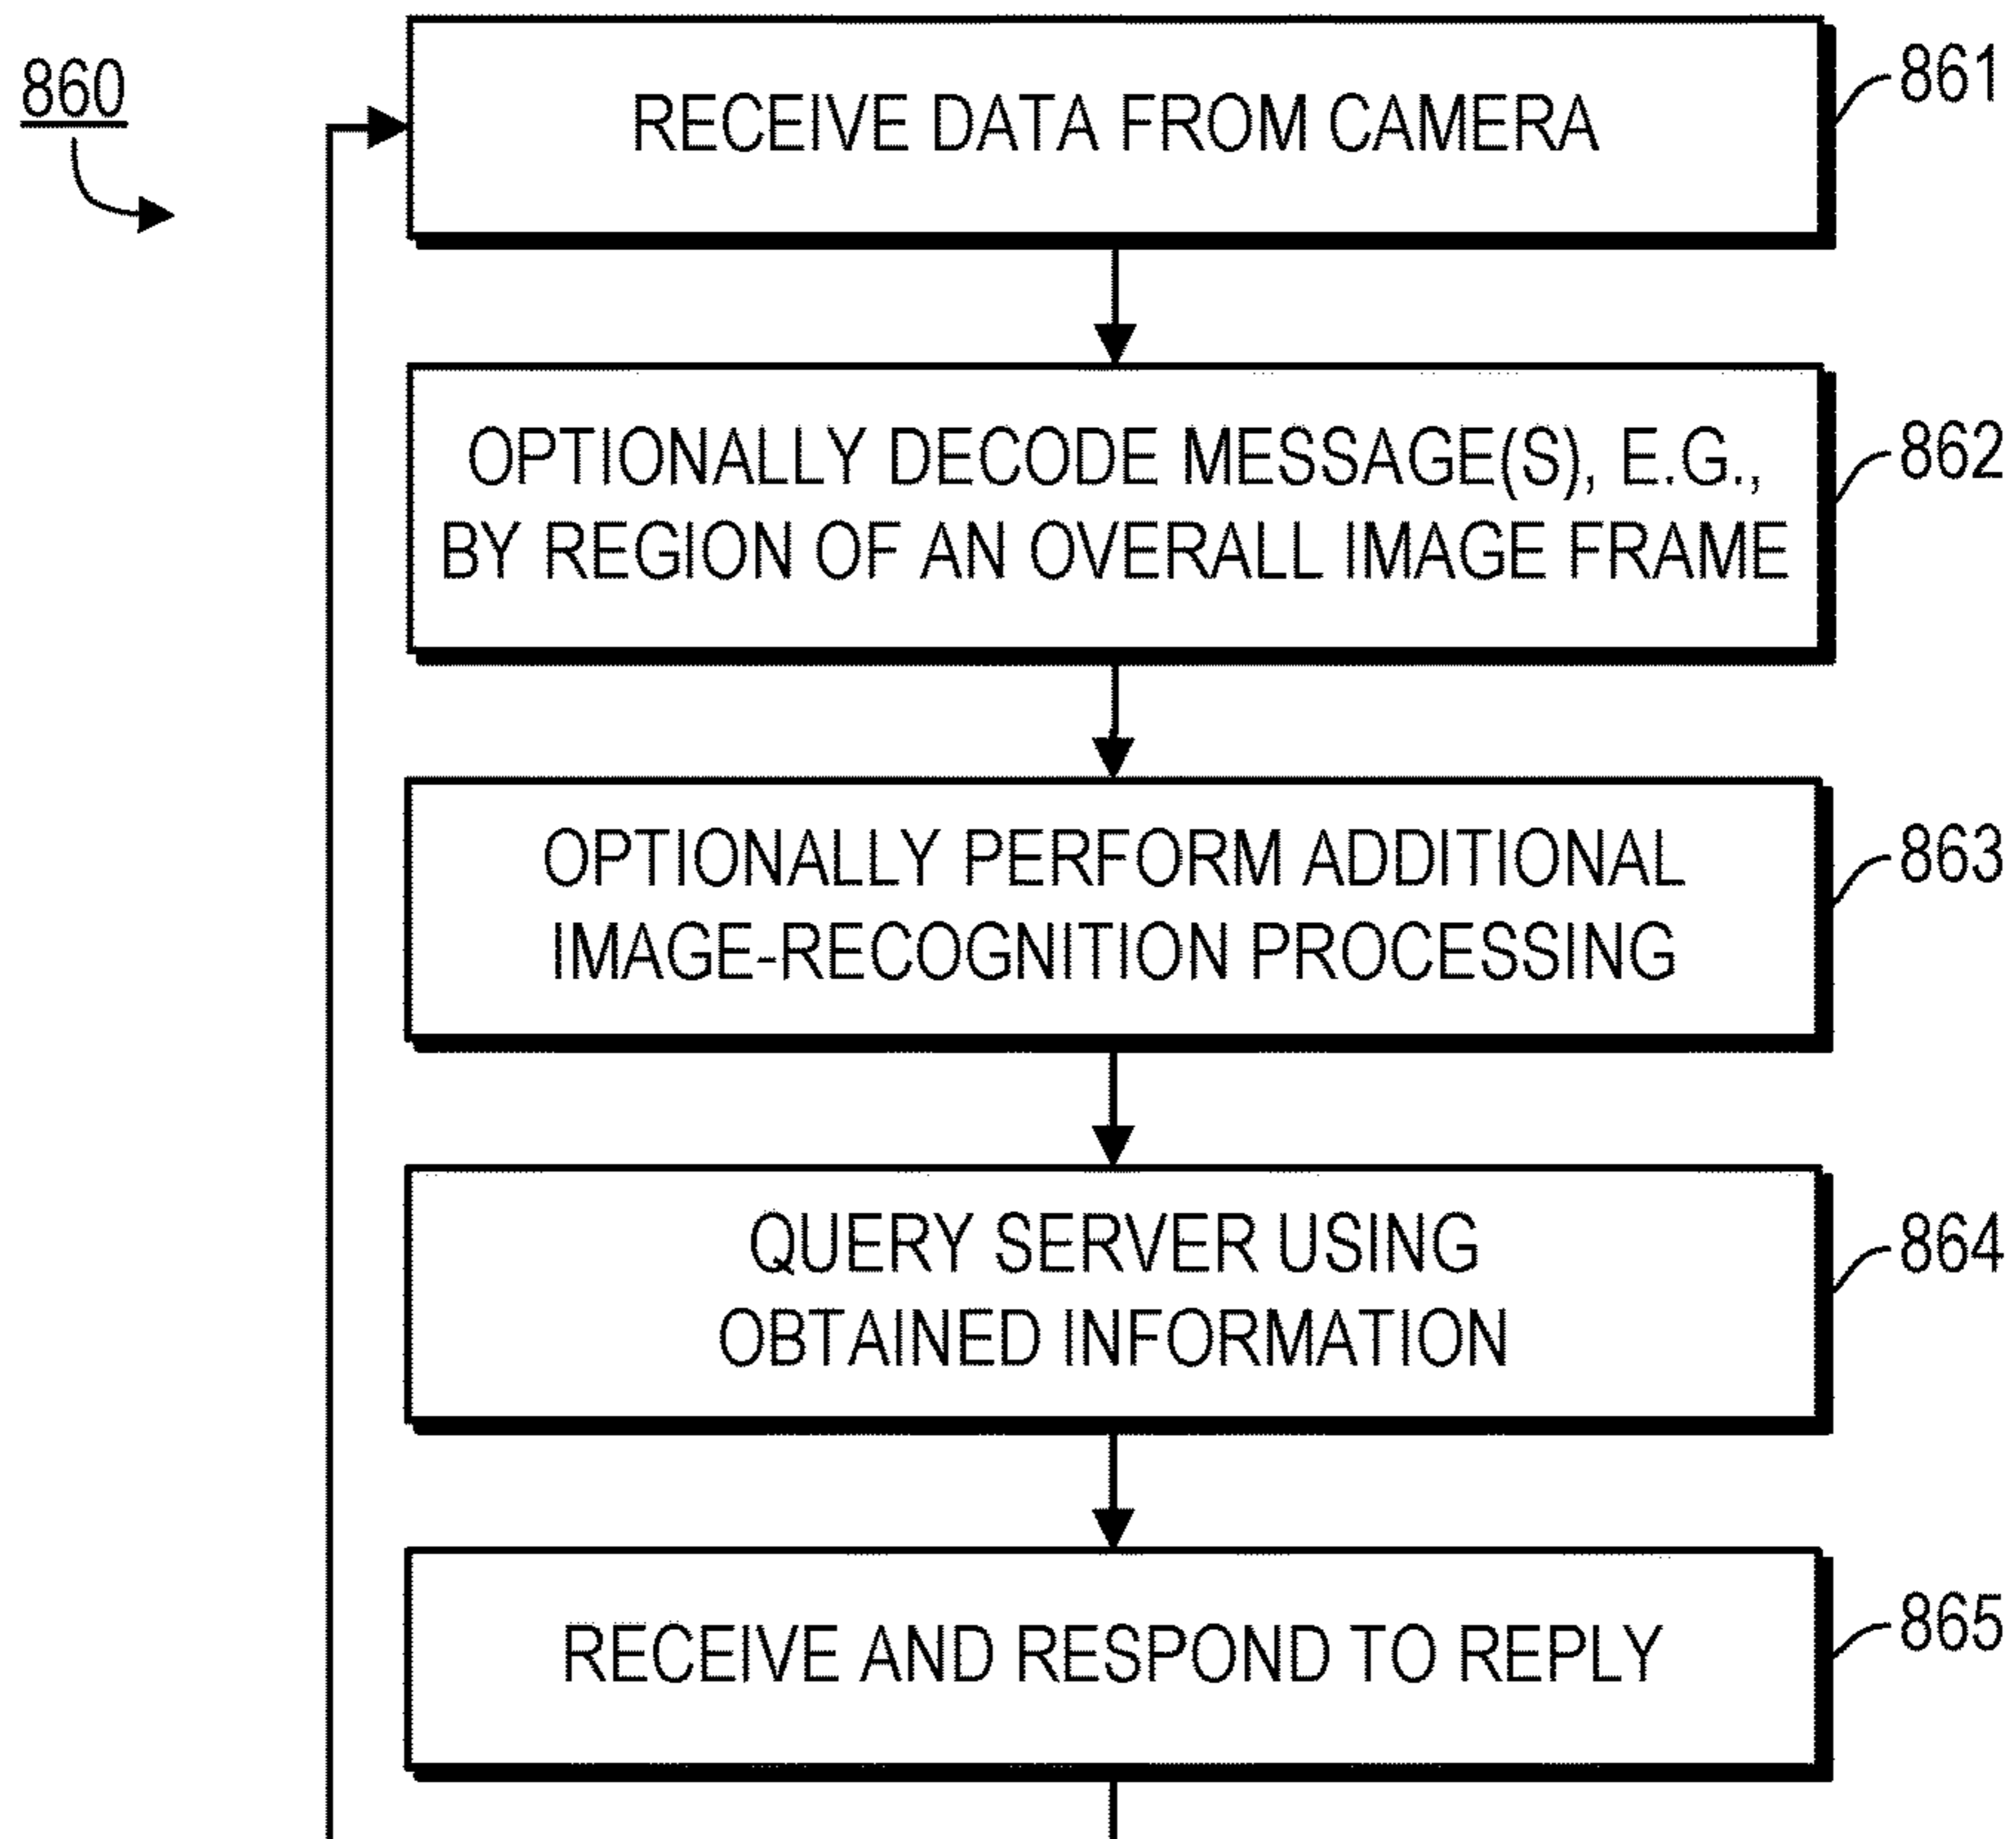 860
RECEIVE DATA FROM CAMERA
861
OPTIONALLY DECODE MESSAGE(S), E.G.,
BY REGION OF AN OVERALL IMAGE FRAME
862
OPTIONALLY PERFORM ADDITIONAL
IMAGE-RECOGNITION PROCESSING
863
QUERY SERVER USING
OBTAINED INFORMATION
864
RECEIVE AND RESPOND TO REPLY
865